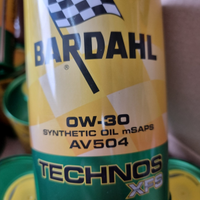 BARDAHL
0W-30
SYNTHETIC OIL mSAPS
AV504
TECHNOS
XFS